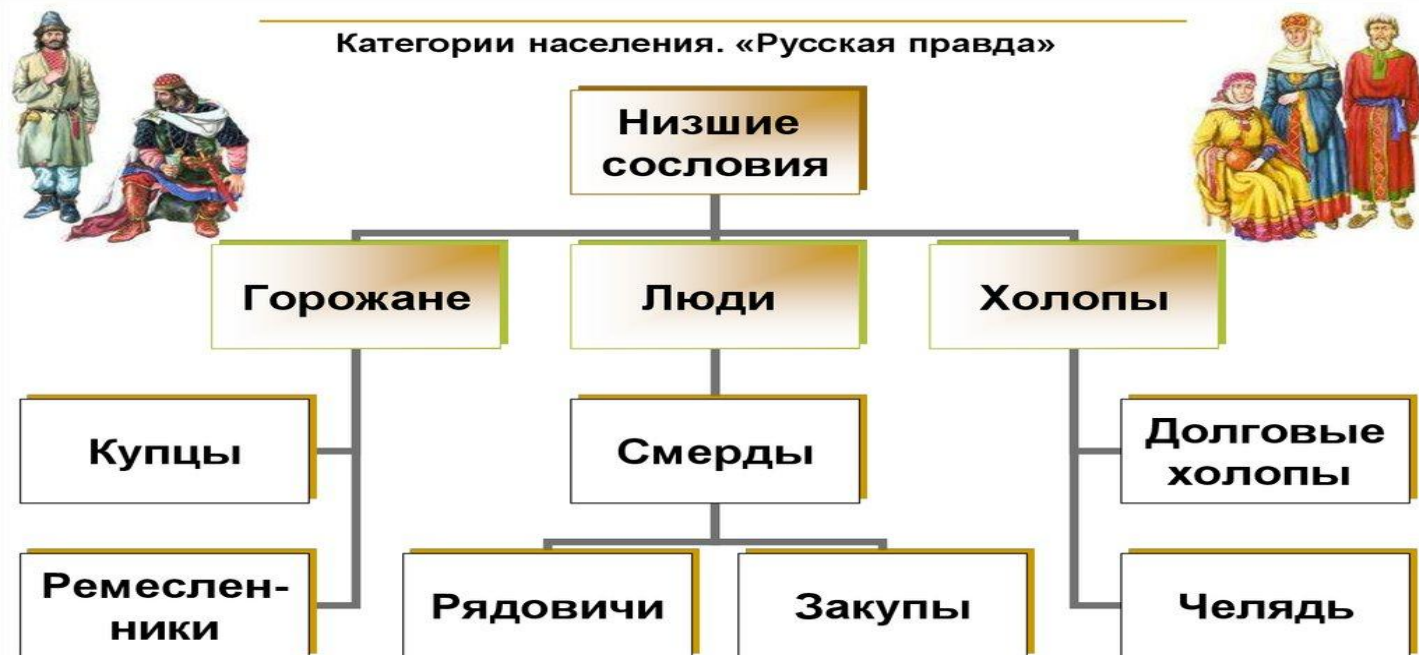 Категории населения. «Русская правда»
Низшие
сословия
Горожане
Люди
Холопы
Купцы
Смерды
Долговые
холопы
Ремеслен-
ники
Рядовичи
Закупы
Челядь